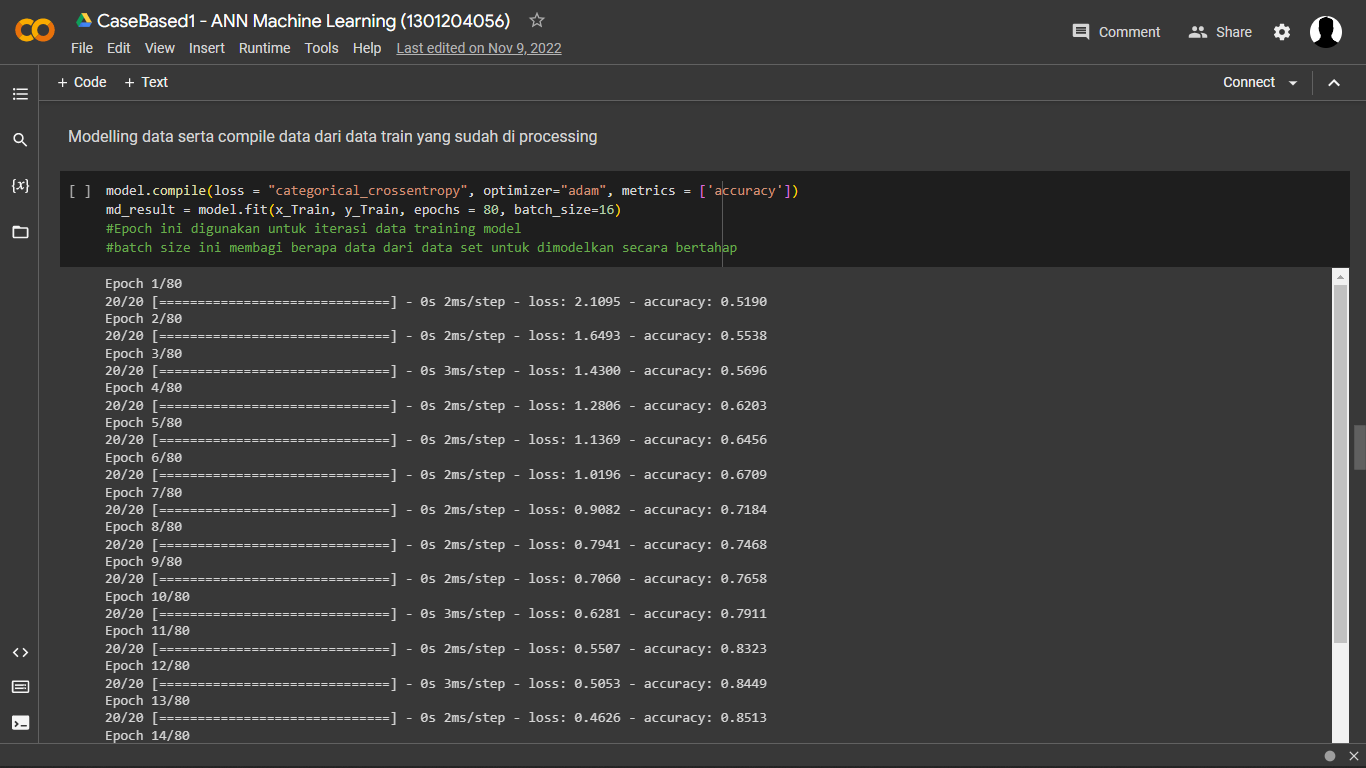 CaseBased1 - ANN Machine Learning (1301204056)
File Edit View Insert Runtime Tools Help Last edited on Nov 9, 2022
Comment Share
+ Code + Text
Connect
{x}
Modelling data serta compile data dari data train yang sudah di processing
[ ] model.compile(loss = "categorical_crossentropy", optimizer="adam", metrics = ['accuracy'])
md_result = model.fit(x_Train, y_Train, epochs = 80, batch_size=16)
#Epoch ini digunakan untuk iterasi data training model
#batch size ini membagi berapa data dari data set untuk dimodelkan secara bertahap
Epoch 1/80
20/20 [==============================] - 0s 2ms/step - loss: 2.1095 - accuracy: 0.5190
Epoch 2/80
20/20 [==============================] - 0s 2ms/step - loss: 1.6493 - accuracy: 0.5538
Epoch 3/80
20/20 [==============================] - 0s 3ms/step - loss: 1.4300 - accuracy: 0.5696
Epoch 4/80
20/20 [==============================] - 0s 2ms/step - loss: 1.2806 - accuracy: 0.6203
Epoch 5/80
20/20 [==============================] - 0s 2ms/step - loss: 1.1369 - accuracy: 0.6456
Epoch 6/80
20/20 [==============================] - 0s 2ms/step - loss: 1.0196 - accuracy: 0.6709
Epoch 7/80
20/20 [==============================] - 0s 2ms/step - loss: 0.9082 - accuracy: 0.7184
Epoch 8/80
20/20 [==============================] - 0s 2ms/step - loss: 0.7941 - accuracy: 0.7468
Epoch 9/80
20/20 [==============================] - 0s 2ms/step - loss: 0.7060 - accuracy: 0.7658
Epoch 10/80
20/20 [==============================] - 0s 3ms/step - loss: 0.6281 - accuracy: 0.7911
Epoch 11/80
20/20 [==============================] - 0s 2ms/step - loss: 0.5507 - accuracy: 0.8323
Epoch 12/80
20/20 [==============================] - 0s 3ms/step - loss: 0.5053 - accuracy: 0.8449
Epoch 13/80
20/20 [==============================] - 0s 2ms/step - loss: 0.4626 - accuracy: 0.8513
Epoch 14/80